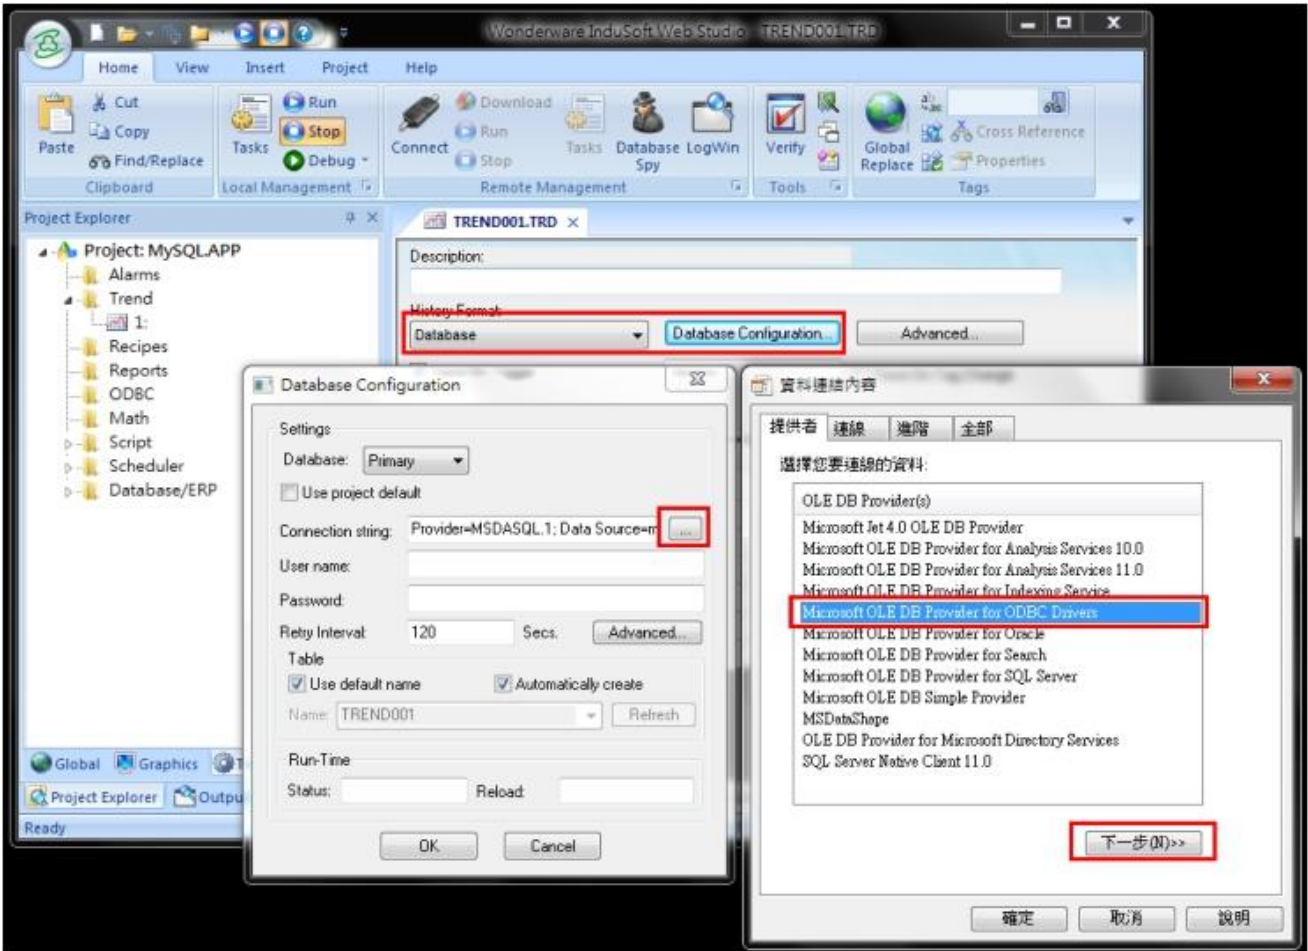 Wonderware InduSoft Web Studio - TREND001.TRD
Home View Insert Project Help
Cut
Copy
Find/Replace
Paste
Clipboard
Tasks
Run
Stop
Debug
Local Management
Connect
Download
Run
Stop
Tasks
Database Spy
LogWin
Remote Management
Verify
Tools
Global Replace
Cross Reference
Properties
Tags
Project Explorer
Project: MySQL.APP
Alarms
Trend
1:
Recipes
Reports
ODBC
Math
Script
Scheduler
Database/ERP
Global Graphics
Project Explorer
Ready
TREND001.TRD
Description:
History Format:
Database
Database Configuration...
Advanced...
Database Configuration
Settings
Database: Primary
Use project default
Connection string: Provider=MSDASQL.1; Data Source=m
...
User name:
Password:
Retry Interval: 120 Secs. Advanced...
Table
Use default name Automatically create
Name: TREND001 Refresh
Run-Time
Status: Reload:
OK Cancel
資料連結內容
提供者 連線 進階 全部
選擇您要連線的資料:
OLE DB Provider(s)
Microsoft Jet 4.0 OLE DB Provider
Microsoft OLE DB Provider for Analysis Services 10.0
Microsoft OLE DB Provider for Analysis Services 11.0
Microsoft OLE DB Provider for Indexing Service
Microsoft OLE DB Provider for ODBC Drivers
Microsoft OLE DB Provider for Oracle
Microsoft OLE DB Provider for Search
Microsoft OLE DB Provider for SQL Server
Microsoft OLE DB Simple Provider
MSDataShape
OLE DB Provider for Microsoft Directory Services
SQL Server Native Client 11.0
下一步(N)>>
確定 取消 說明